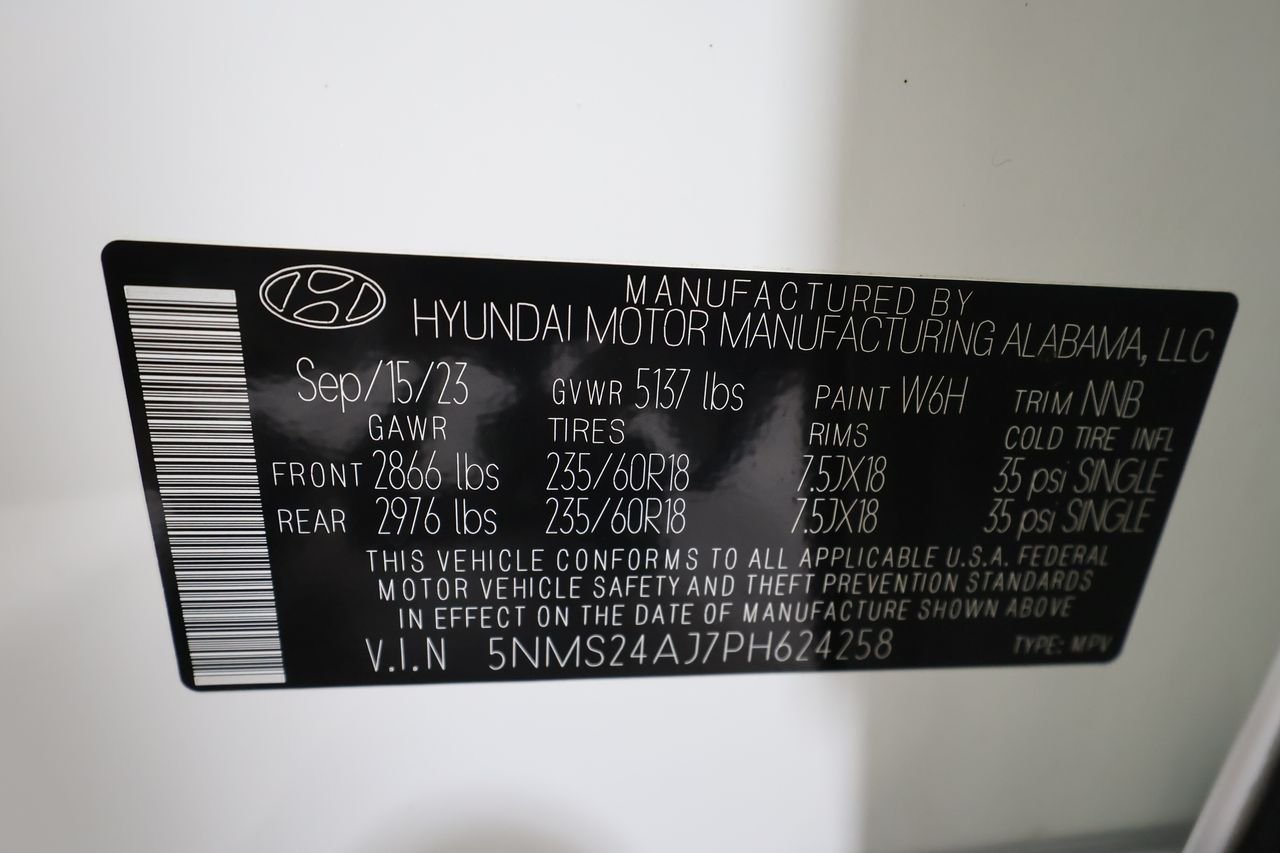 MANUFACTURED BY
HYUNDAI MOTOR MANUFACTURING ALABAMA, LLC
Sep/15/23 GVWR 5137 lbs PAINT W6H TRIM NNB
GAWR TIRES RIMS COLD TIRE INFL
FRONT 2866 lbs 235/60R18 7.5JX18 35 psi SINGLE
REAR 2976 lbs 235/60R18 7.5JX18 35 psi SINGLE
THIS VEHICLE CONFORMS TO ALL APPLICABLE U.S.A. FEDERAL
MOTOR VEHICLE SAFETY AND THEFT PREVENTION STANDARDS
IN EFFECT ON THE DATE OF MANUFACTURE SHOWN ABOVE
V.I.N 5NMS24AJ7PH624258 TYPE: MPV